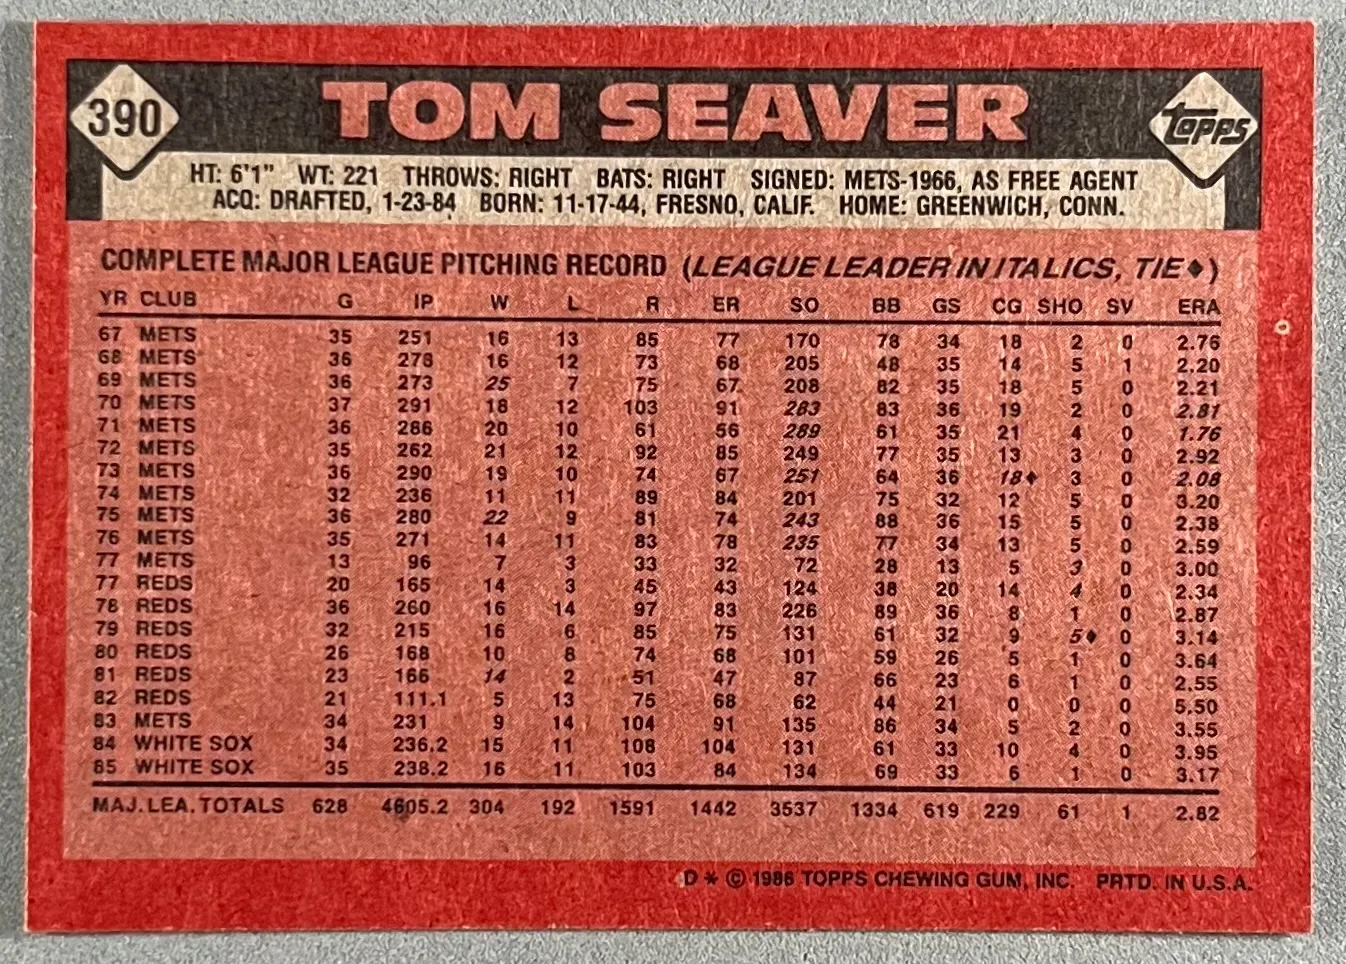 390 TOM SEAVER topps
HT: 6'1" WT: 221 THROWS: RIGHT BATS: RIGHT SIGNED: METS-1966, AS FREE AGENT
ACQ: DRAFTED, 1-23-84 BORN: 11-17-44, FRESNO, CALIF. HOME: GREENWICH, CONN.
COMPLETE MAJOR LEAGUE PITCHING RECORD (LEAGUE LEADER IN ITALICS, TIE♦)
YR CLUB G IP W L R ER SO BB GS CG SHO SV ERA
67 METS 35 251 16 13 85 77 170 78 34 18 2 0 2.76
68 METS 36 278 16 12 73 68 205 48 35 14 5 1 2.20
69 METS 36 273 25 7 75 67 208 82 35 18 5 0 2.21
70 METS 37 291 18 12 103 91 283 83 36 19 2 0 2.81
71 METS 36 286 20 10 61 56 289 61 35 21 4 0 1.76
72 METS 35 262 21 12 92 85 249 77 35 13 3 0 2.92
73 METS 36 290 19 10 74 67 251 64 36 18♦ 3 0 2.08
74 METS 32 236 11 11 89 84 201 75 32 12 5 0 3.20
75 METS 36 280 22 9 81 74 243 88 36 15 5 0 2.38
76 METS 35 271 14 11 83 78 235 77 34 13 5 0 2.59
77 METS 13 96 7 3 33 32 72 28 13 5 3 0 3.00
77 REDS 20 165 14 3 45 43 124 38 20 14 4 0 2.34
78 REDS 36 260 16 14 97 83 226 89 36 8 1 0 2.87
79 REDS 32 215 16 6 85 75 131 61 32 9 5♦ 0 3.14
80 REDS 26 168 10 8 74 68 101 59 26 5 1 0 3.64
81 REDS 23 166 14 2 51 47 87 66 23 6 1 0 2.55
82 REDS 21 111.1 5 13 75 68 62 44 21 0 0 0 5.50
83 METS 34 231 9 14 104 91 135 86 34 5 2 0 3.55
84 WHITE SOX 34 236.2 15 11 108 104 131 61 33 10 4 0 3.95
85 WHITE SOX 35 238.2 16 11 103 84 134 69 33 6 1 0 3.17
MAJ. LEA. TOTALS 628 4605.2 304 192 1591 1442 3537 1334 619 229 61 1 2.82
D * © 1986 TOPPS CHEWING GUM, INC. PRTD. IN U.S.A.